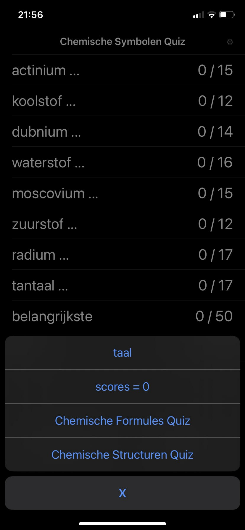 21:56
Chemische Symbolen Quiz
actinium ... 0 / 15
koolstof ... 0 / 12
dubnium ... 0 / 14
waterstof ... 0 / 16
moscovium ... 0 / 15
zuurstof ... 0 / 12
radium ... 0 / 17
tantaal ... 0 / 17
belangrijkste 0 / 50
taal
scores = 0
Chemische Formules Quiz
Chemische Structuren Quiz
X